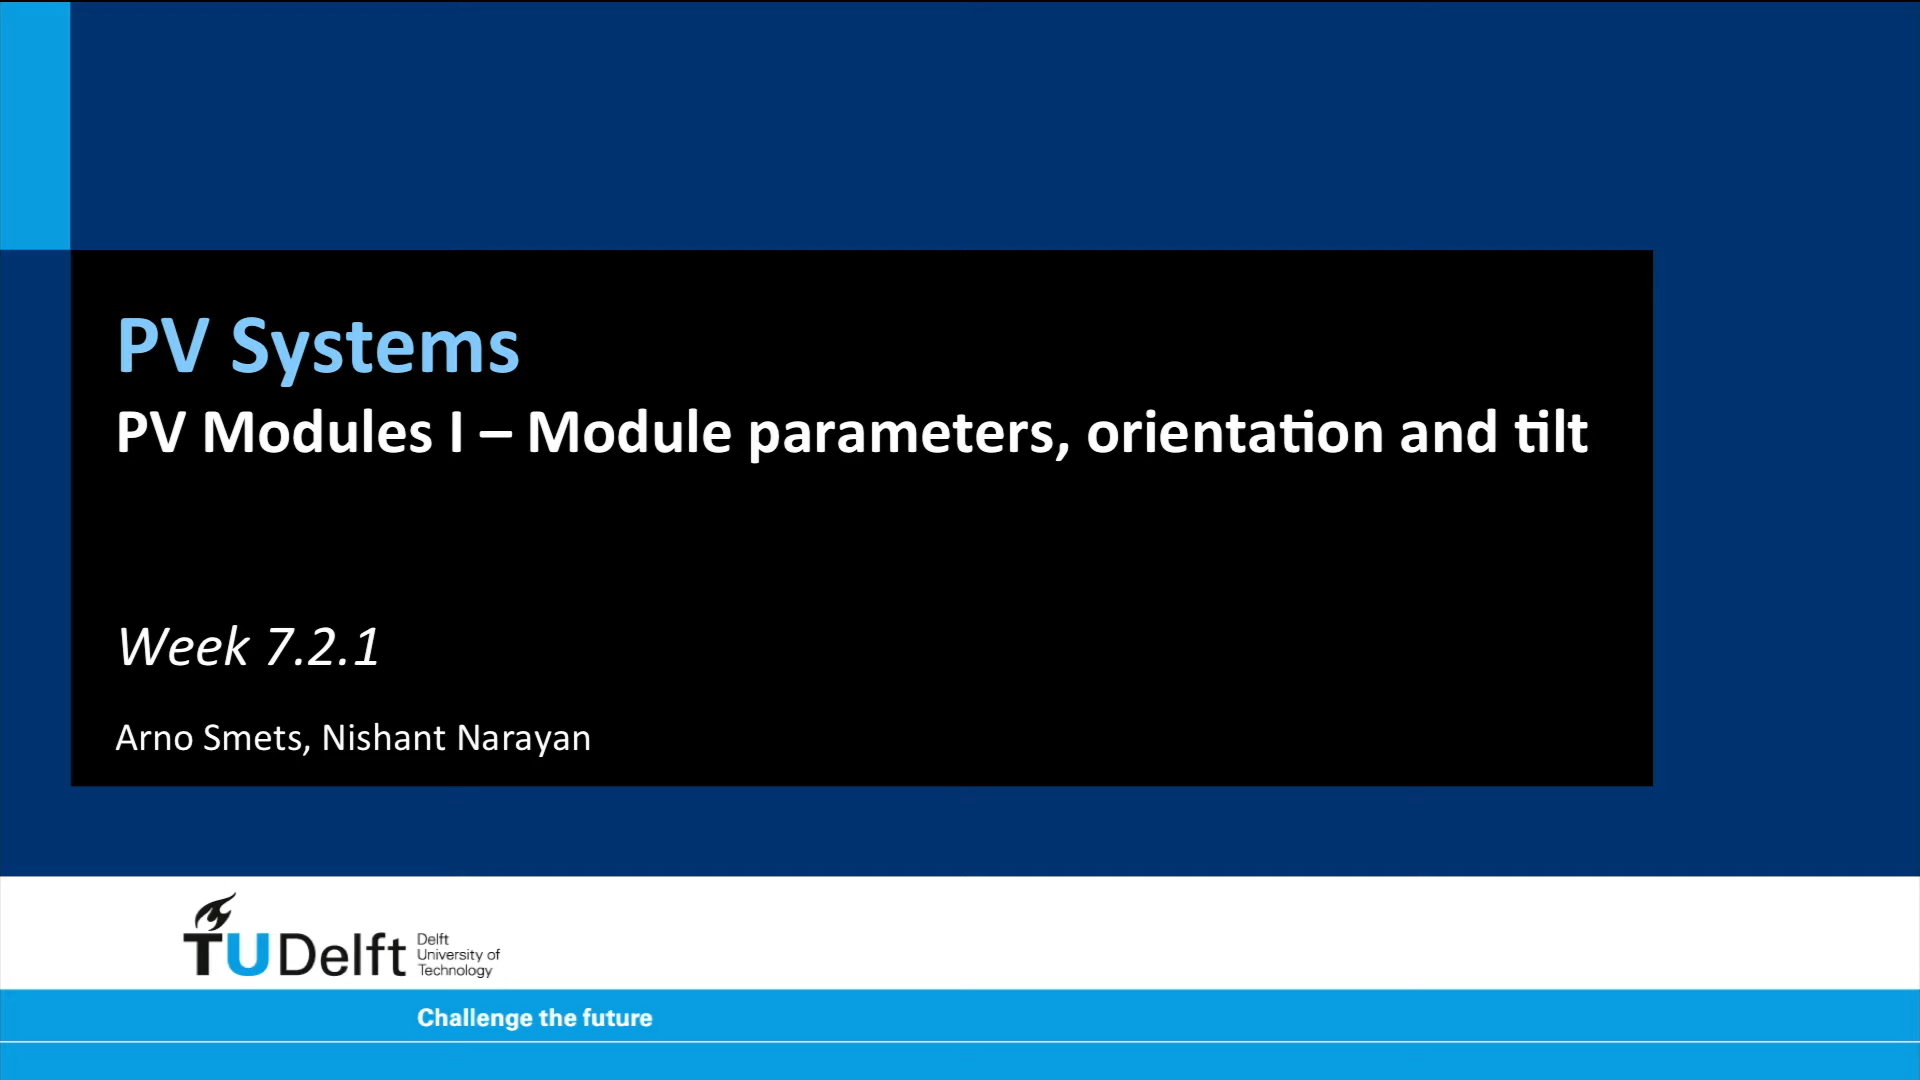 PV Systems
PV Modules I – Module parameters, orientation and tilt
Week 7.2.1
Arno Smets, Nishant Narayan
TUDelft
Delft
University of
Technology
Challenge the future